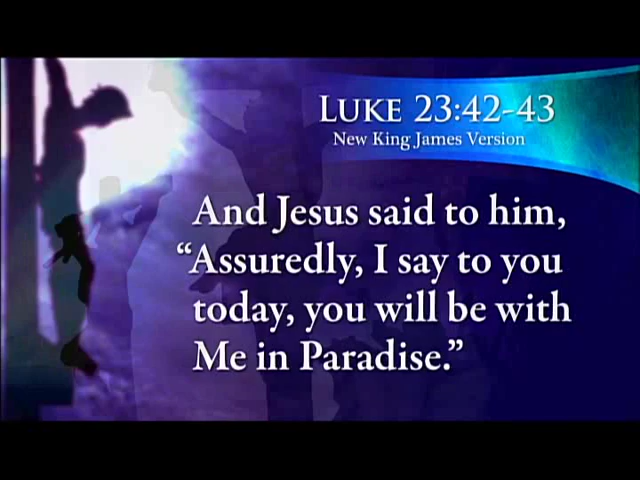 LUKE 23:42-43
New King James Version
And Jesus said to him,
“Assuredly, I say to you
today, you will be with
Me in Paradise.”